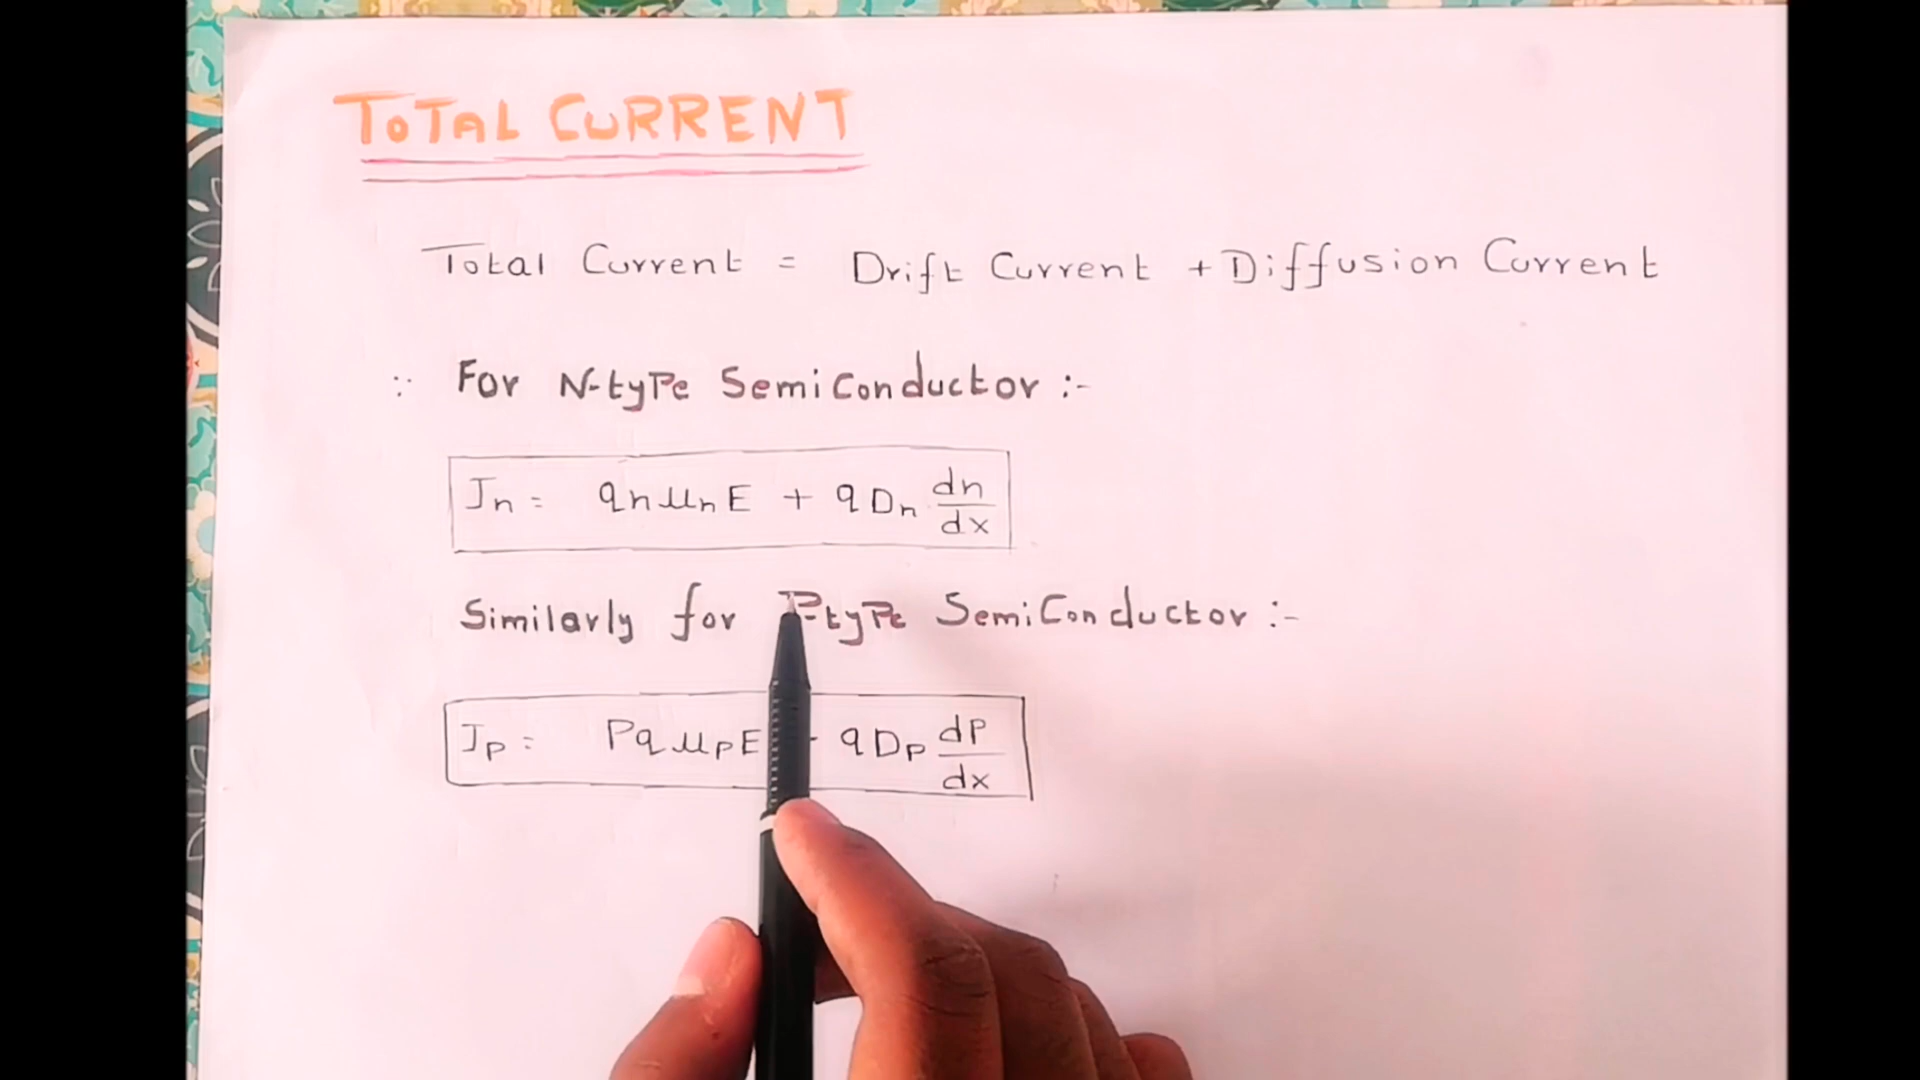 TOTAL CURRENT
Total Current = Drift Current + Diffusion Current
∵ For N-type Semiconductor :-
Jn = qnμnE + qDn dn/dx
Similarly for P-type Semiconductor :-
Jp = PqμpE - qDp dP/dx